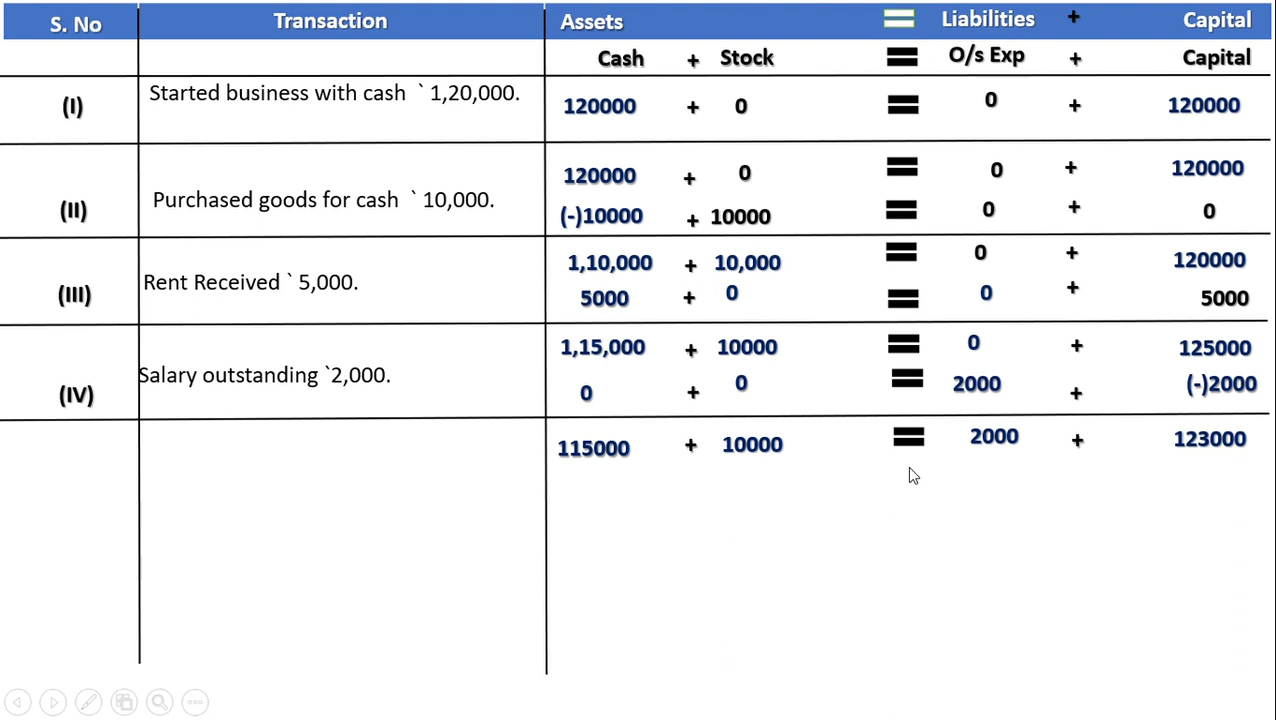 S. No Transaction Assets = Liabilities + Capital
Cash + Stock = O/s Exp + Capital
(I) Started business with cash ` 1,20,000. 120000 + 0 = 0 + 120000
120000 + 0 = 0 + 120000
(II) Purchased goods for cash ` 10,000. (-)10000 + 10000 = 0 + 0
1,10,000 + 10,000 = 0 + 120000
(III) Rent Received ` 5,000. 5000 + 0 = 0 + 5000
1,15,000 + 10000 = 0 + 125000
(IV) Salary outstanding `2,000. 0 + 0 = 2000 + (-)2000
115000 + 10000 = 2000 + 123000